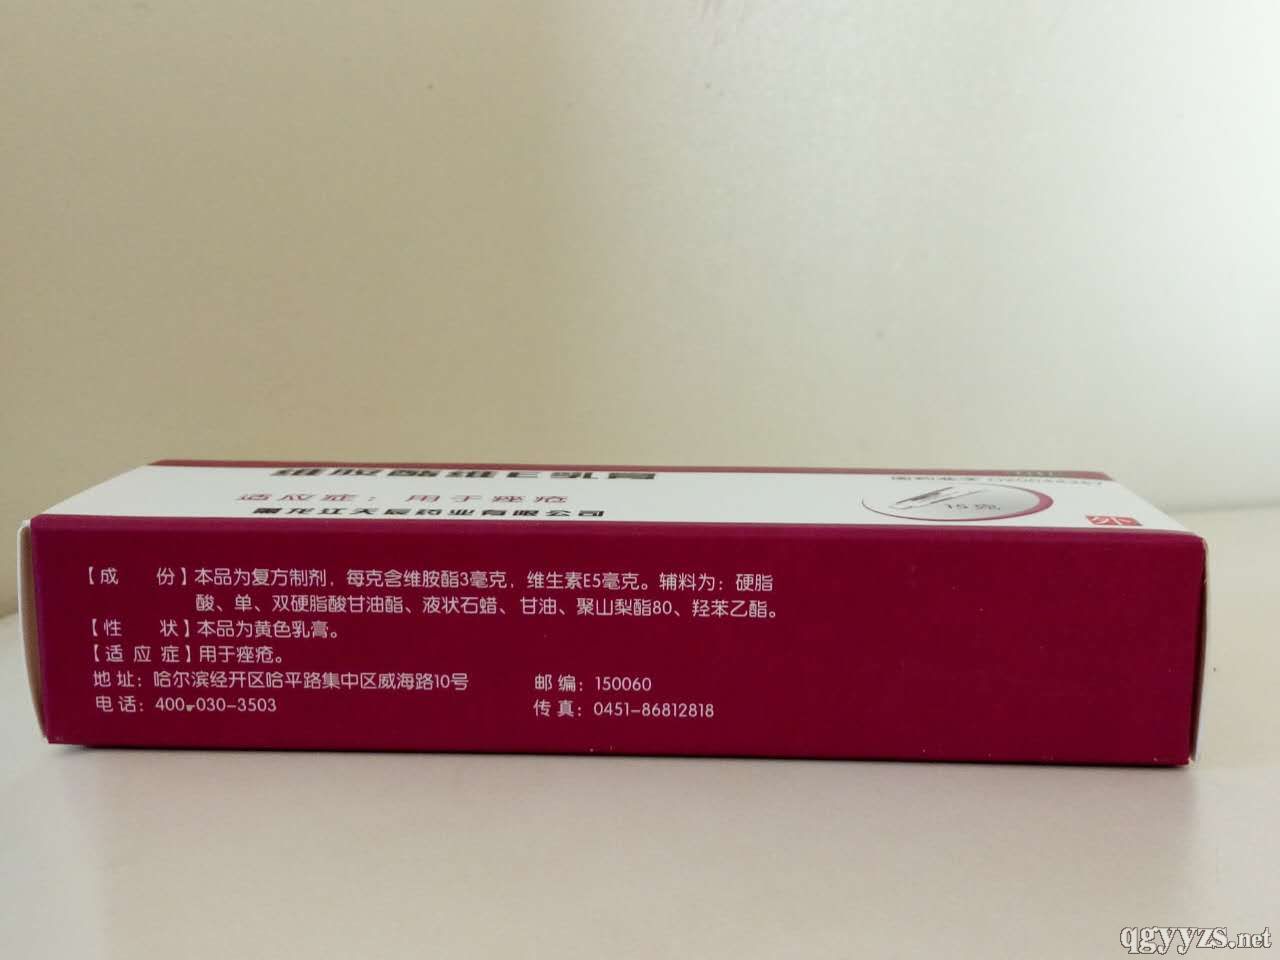 维胺酯维E乳膏
适应症：用于痤疮
黑龙江天辰药业有限公司
15克
外
【成 份】本品为复方制剂，每克含维胺酯3毫克，维生素E5毫克。辅料为：硬脂
酸、单、双硬脂酸甘油酯、液状石蜡、甘油、聚山梨酯80、羟苯乙酯。
【性 状】本品为黄色乳膏。
【适 应 症】用于痤疮。
地 址：哈尔滨经开区哈平路集中区威海路10号
邮 编：150060
电 话：400-030-3503
传 真：0451-86812818
qgyyzs.net